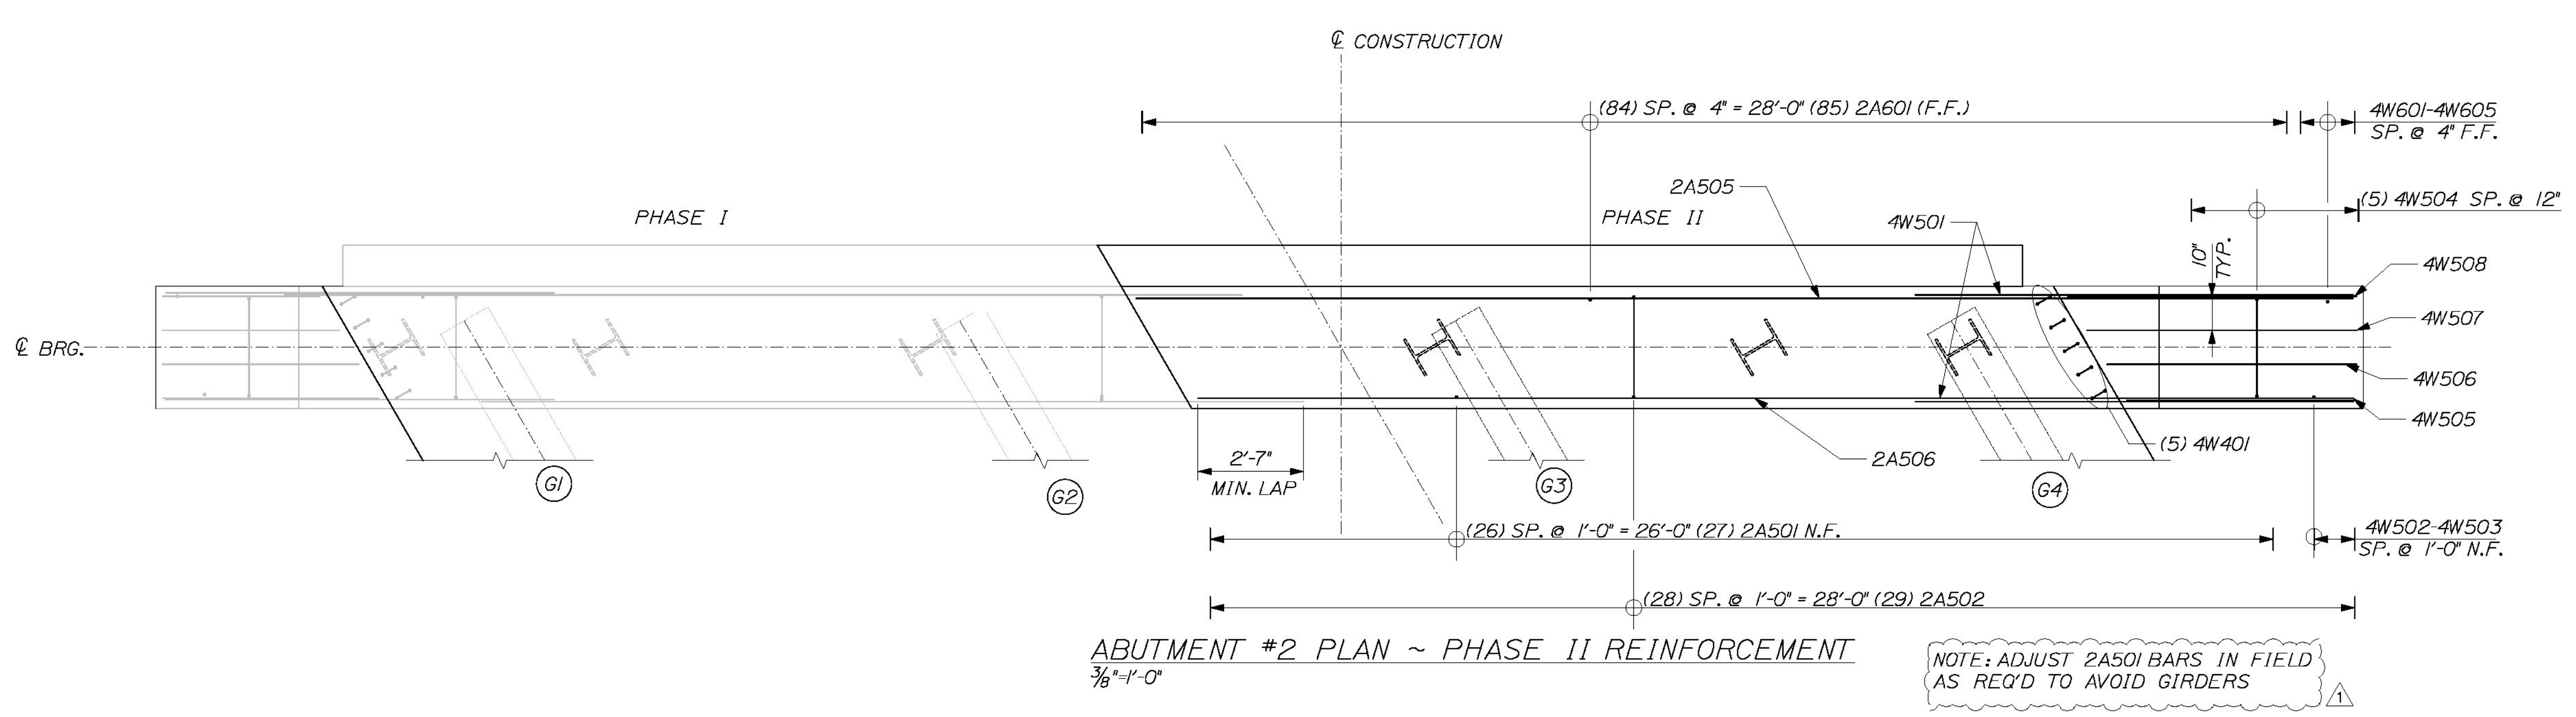 ℄ CONSTRUCTION
(84) SP. @ 4" = 28'-0" (85) 2A601 (F.F.)
4W601-4W605
SP. @ 4" F.F.
2A505
(5) 4W504 SP. @ 12"
PHASE I
PHASE II
4W501
10"
TYP.
4W508
4W507
℄ BRG.
4W506
4W505
(5) 4W401
2'-7"
MIN. LAP
2A506
G1
G2
G3
G4
(26) SP. @ 1'-0" = 26'-0" (27) 2A501 N.F.
4W502-4W503
SP. @ 1'-0" N.F.
(28) SP. @ 1'-0" = 28'-0" (29) 2A502
ABUTMENT #2 PLAN ~ PHASE II REINFORCEMENT
3/8"=1'-0"
NOTE: ADJUST 2A501 BARS IN FIELD
AS REQ'D TO AVOID GIRDERS
1